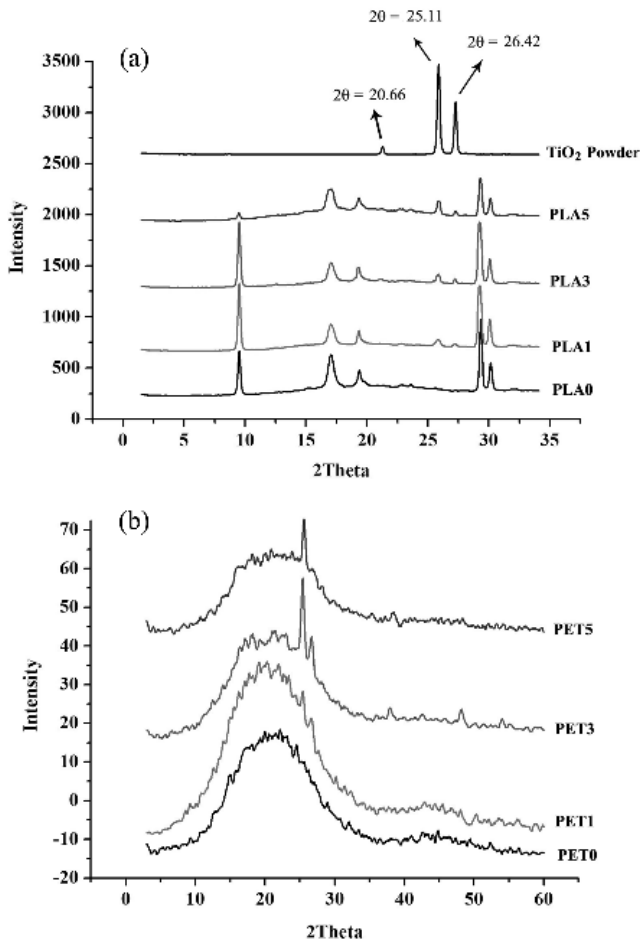 (a)
2θ = 25.11
2θ = 26.42
2θ = 20.66
3500
3000
2500
2000
1500
1000
500
0
Intensity
TiO₂ Powder
PLA5
PLA3
PLA1
PLA0
0 5 10 15 20 25 30 35
2Theta
(b)
70
60
50
40
30
20
10
0
-10
-20
Intensity
PET5
PET3
PET1
PET0
0 10 20 30 40 50 60
2Theta